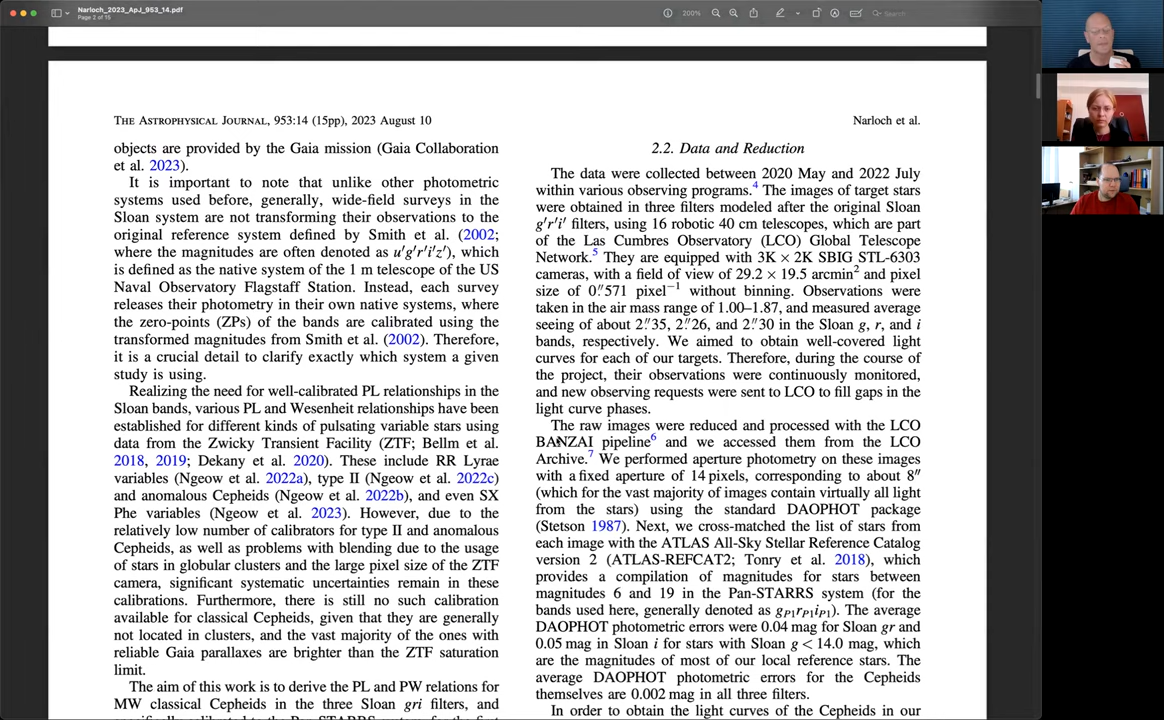 Narloch_2023_ApJ_953_14.pdf
Page 2 of 15
200%
Search
THE ASTROPHYSICAL JOURNAL, 953:14 (15pp), 2023 August 10
Narloch et al.
objects are provided by the Gaia mission (Gaia Collaboration
et al. 2023).
It is important to note that unlike other photometric
systems used before, generally, wide-field surveys in the
Sloan system are not transforming their observations to the
original reference system defined by Smith et al. (2002;
where the magnitudes are often denoted as u′g′r′i′z′), which
is defined as the native system of the 1 m telescope of the US
Naval Observatory Flagstaff Station. Instead, each survey
releases their photometry in their own native systems, where
the zero-points (ZPs) of the bands are calibrated using the
transformed magnitudes from Smith et al. (2002). Therefore,
it is a crucial detail to clarify exactly which system a given
study is using.
Realizing the need for well-calibrated PL relationships in the
Sloan bands, various PL and Wesenheit relationships have been
established for different kinds of pulsating variable stars using
data from the Zwicky Transient Facility (ZTF; Bellm et al.
2018, 2019; Dekany et al. 2020). These include RR Lyrae
variables (Ngeow et al. 2022a), type II (Ngeow et al. 2022c)
and anomalous Cepheids (Ngeow et al. 2022b), and even SX
Phe variables (Ngeow et al. 2023). However, due to the
relatively low number of calibrators for type II and anomalous
Cepheids, as well as problems with blending due to the usage
of stars in globular clusters and the large pixel size of the ZTF
camera, significant systematic uncertainties remain in these
calibrations. Furthermore, there is still no such calibration
available for classical Cepheids, given that they are generally
not located in clusters, and the vast majority of the ones with
reliable Gaia parallaxes are brighter than the ZTF saturation
limit.
The aim of this work is to derive the PL and PW relations for
MW classical Cepheids in the three Sloan gri filters, and
2.2. Data and Reduction
The data were collected between 2020 May and 2022 July
within various observing programs.4 The images of target stars
were obtained in three filters modeled after the original Sloan
g′r′i′ filters, using 16 robotic 40 cm telescopes, which are part
of the Las Cumbres Observatory (LCO) Global Telescope
Network.5 They are equipped with 3K × 2K SBIG STL-6303
cameras, with a field of view of 29.2 × 19.5 arcmin2 and pixel
size of 0.″571 pixel−1 without binning. Observations were
taken in the air mass range of 1.00–1.87, and measured average
seeing of about 2.″35, 2.″26, and 2.″30 in the Sloan g, r, and i
bands, respectively. We aimed to obtain well-covered light
curves for each of our targets. Therefore, during the course of
the project, their observations were continuously monitored,
and new observing requests were sent to LCO to fill gaps in the
light curve phases.
The raw images were reduced and processed with the LCO
BANZAI pipeline6 and we accessed them from the LCO
Archive.7 We performed aperture photometry on these images
with a fixed aperture of 14 pixels, corresponding to about 8″
(which for the vast majority of images contain virtually all light
from the stars) using the standard DAOPHOT package
(Stetson 1987). Next, we cross-matched the list of stars from
each image with the ATLAS All-Sky Stellar Reference Catalog
version 2 (ATLAS-REFCAT2; Tonry et al. 2018), which
provides a compilation of magnitudes for stars between
magnitudes 6 and 19 in the Pan-STARRS system (for the
bands used here, generally denoted as gP1rP1iP1). The average
DAOPHOT photometric errors were 0.04 mag for Sloan gr and
0.05 mag in Sloan i for stars with Sloan g < 14.0 mag, which
are the magnitudes of most of our local reference stars. The
average DAOPHOT photometric errors for the Cepheids
themselves are 0.002 mag in all three filters.
In order to obtain the light curves of the Cepheids in our